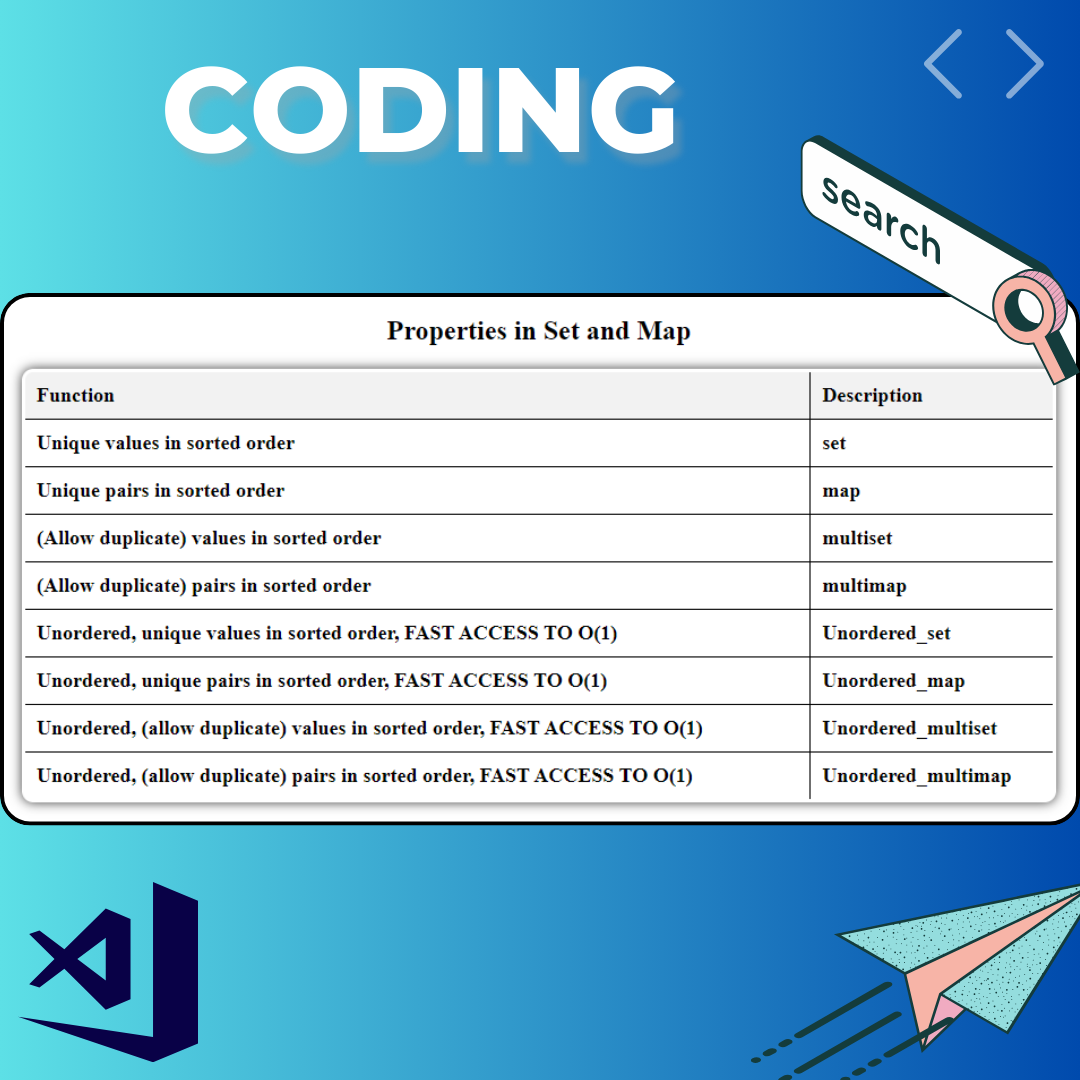 CODING
search
Properties in Set and Map
Function Description
Unique values in sorted order set
Unique pairs in sorted order map
(Allow duplicate) values in sorted order multiset
(Allow duplicate) pairs in sorted order multimap
Unordered, unique values in sorted order, FAST ACCESS TO O(1) Unordered_set
Unordered, unique pairs in sorted order, FAST ACCESS TO O(1) Unordered_map
Unordered, (allow duplicate) values in sorted order, FAST ACCESS TO O(1) Unordered_multiset
Unordered, (allow duplicate) pairs in sorted order, FAST ACCESS TO O(1) Unordered_multimap